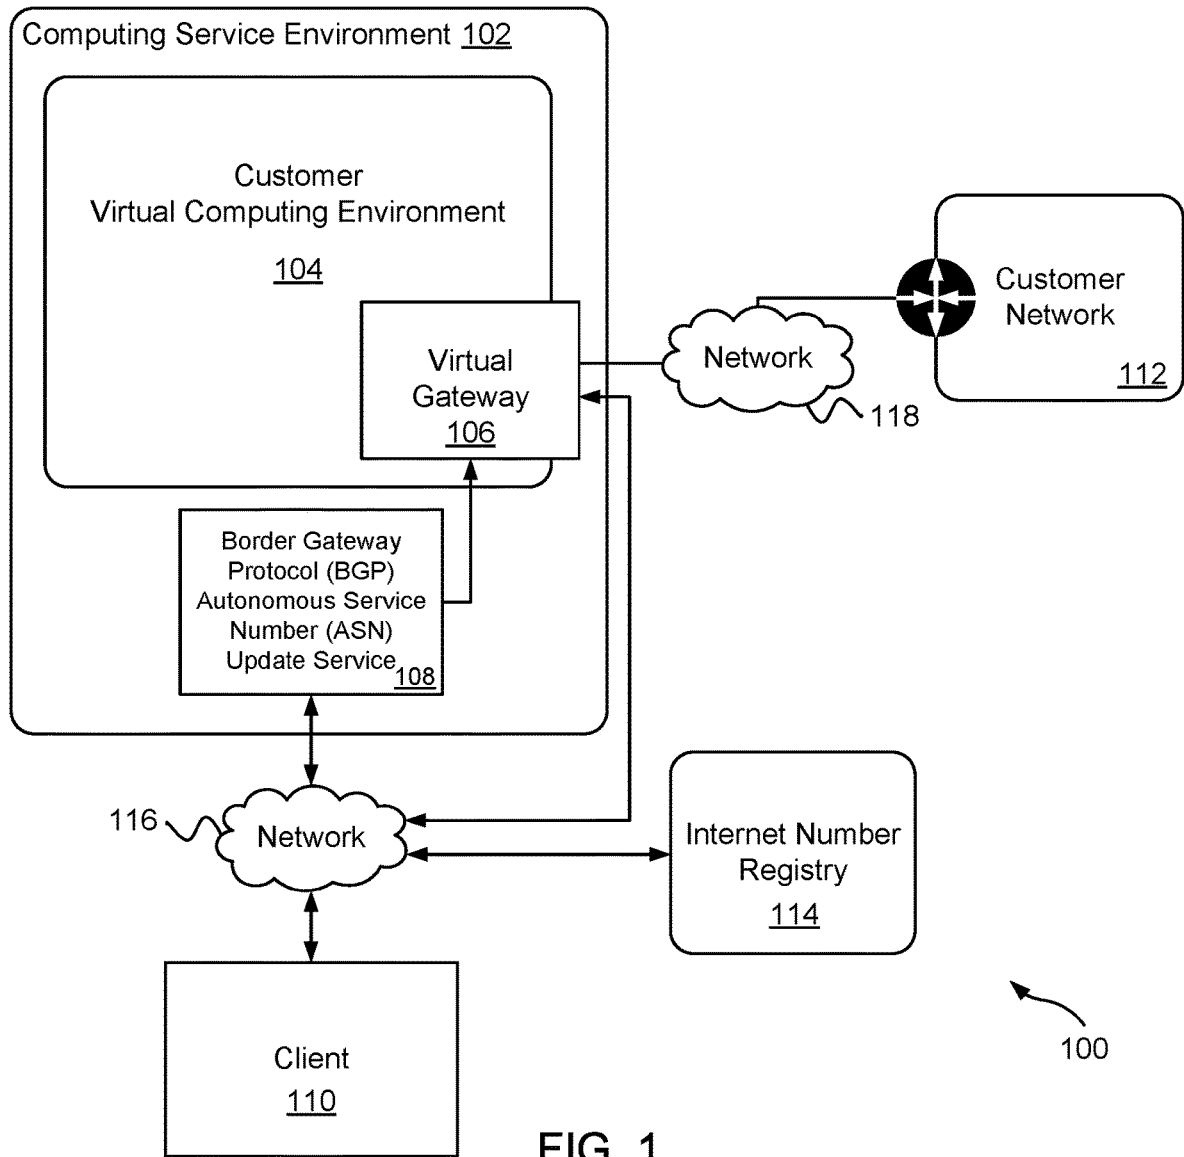 Computing Service Environment 102
Customer
Virtual Computing Environment
104
Customer
Network
112
Virtual
Gateway
106
Network
118
Border Gateway
Protocol (BGP)
Autonomous Service
Number (ASN)
Update Service
108
116
Network
Internet Number
Registry
114
Client
110
100
FIG. 1